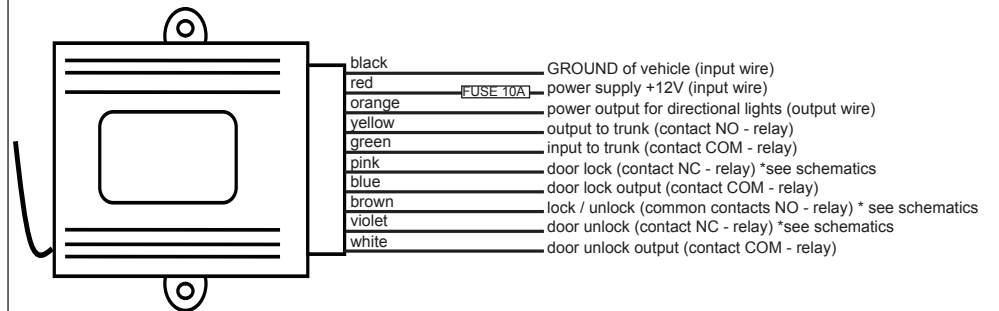 black GROUND of vehicle (input wire)
red FUSE 10A power supply +12V (input wire)
orange power output for directional lights (output wire)
yellow output to trunk (contact NO - relay)
green input to trunk (contact COM - relay)
pink door lock (contact NC - relay) *see schematics
blue door lock output (contact COM - relay)
brown lock / unlock (common contacts NO - relay) * see schematics
violet door unlock (contact NC - relay) *see schematics
white door unlock output (contact COM - relay)